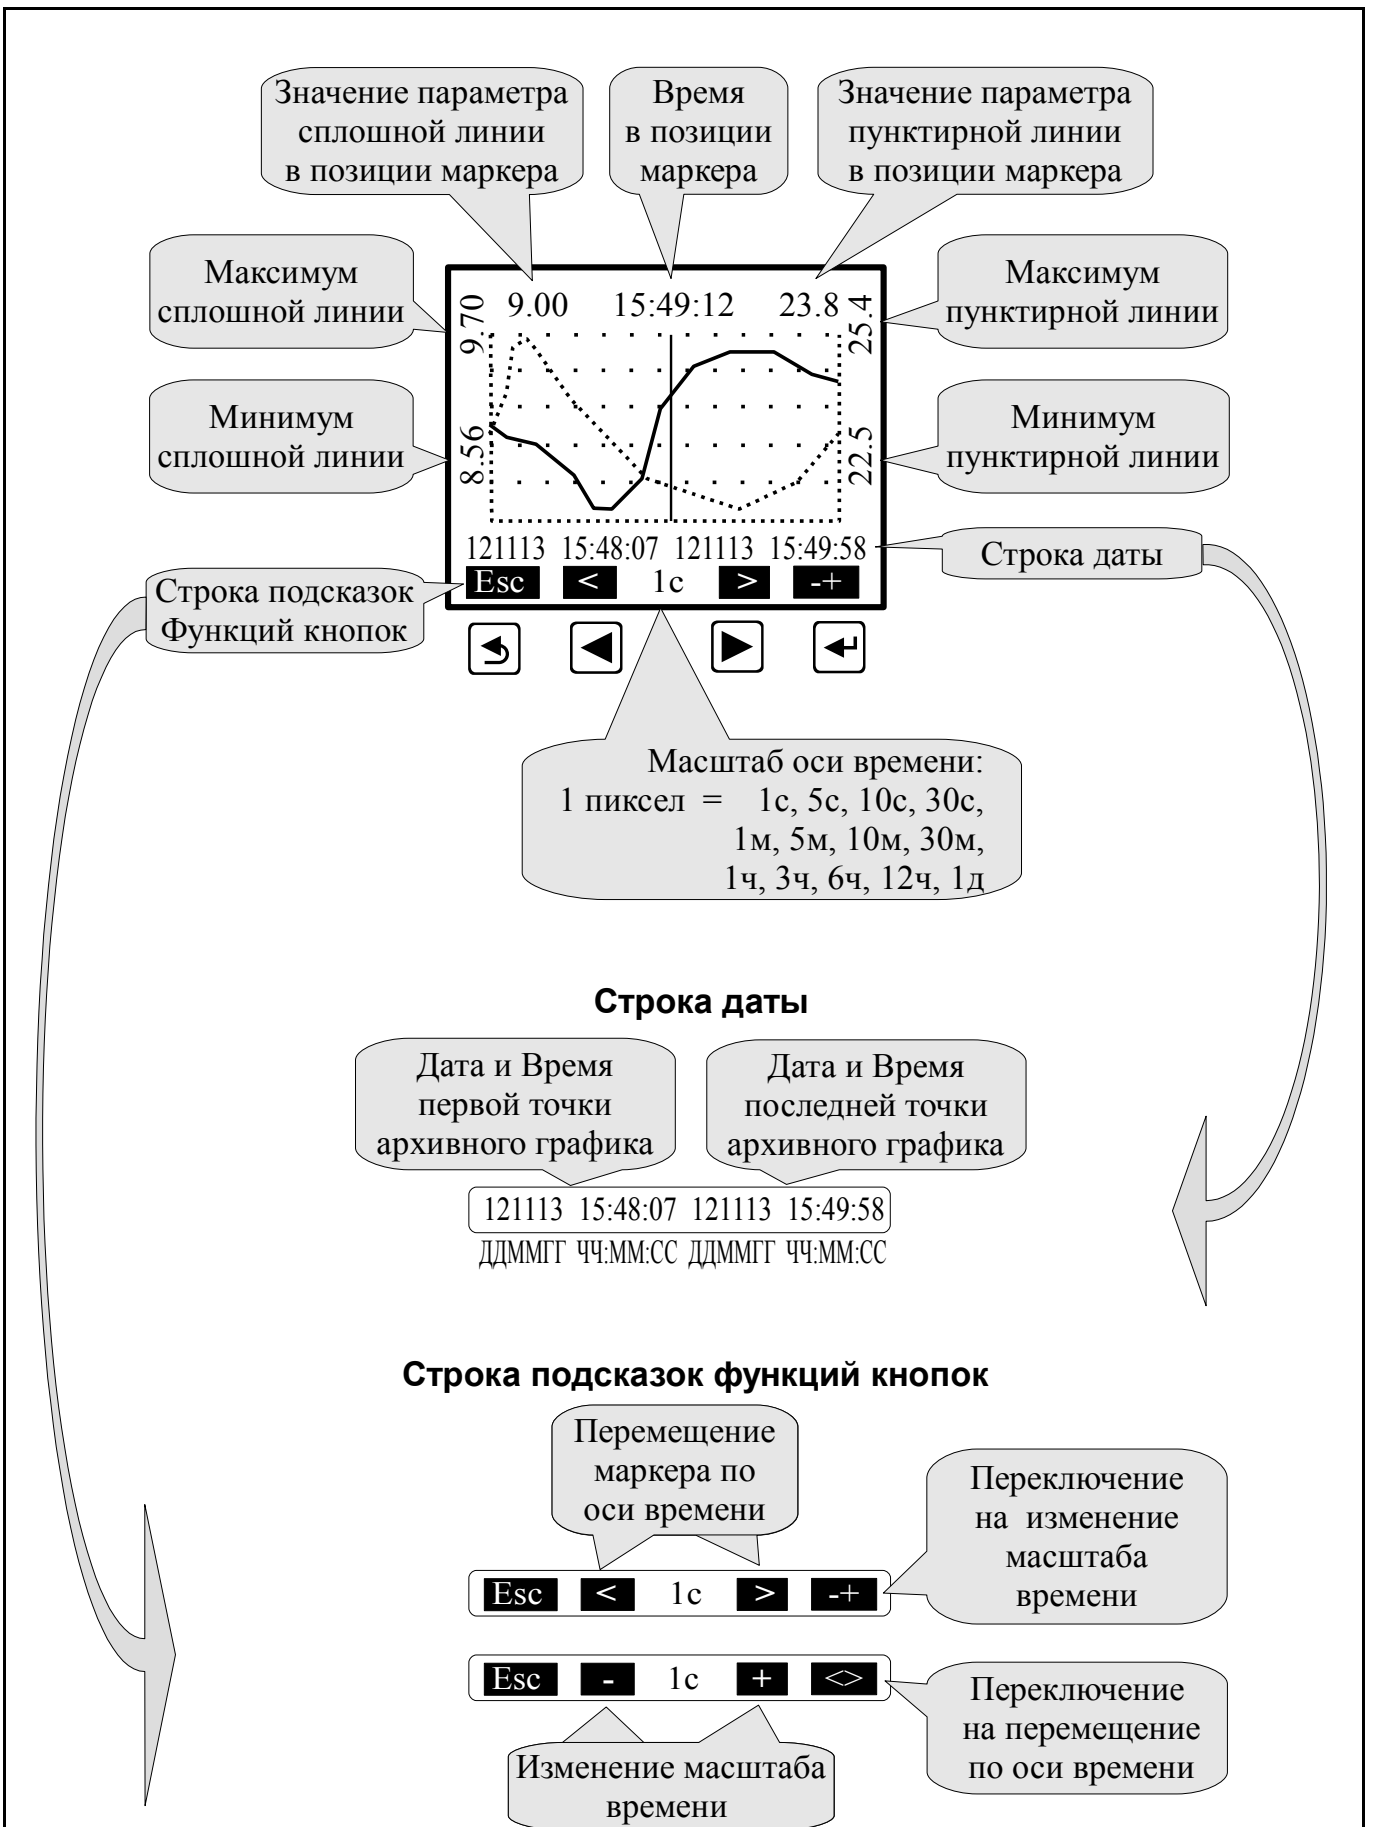 Значение параметра
сплошной линии
в позиции маркера
Время
в позиции
маркера
Значение параметра
пунктирной линии
в позиции маркера
Максимум
сплошной линии
Максимум
пунктирной линии
Минимум
сплошной линии
Минимум
пунктирной линии
9.00 15:49:12 23.8
9.70
8.56
25.4
22.5
121113 15:48:07 121113 15:49:58
Esc < 1с > -+
Строка даты
Строка подсказок
Функций кнопок
Масштаб оси времени:
1 пиксел = 1с, 5с, 10с, 30с,
1м, 5м, 10м, 30м,
1ч, 3ч, 6ч, 12ч, 1д
Строка даты
Дата и Время
первой точки
архивного графика
Дата и Время
последней точки
архивного графика
121113 15:48:07 121113 15:49:58
ДДММГГ ЧЧ:ММ:СС ДДММГГ ЧЧ:ММ:СС
Строка подсказок функций кнопок
Перемещение
маркера по
оси времени
Переключение
на изменение
масштаба
времени
Esc < 1с > -+
Esc - 1с + <>
Переключение
на перемещение
по оси времени
Изменение масштаба
времени